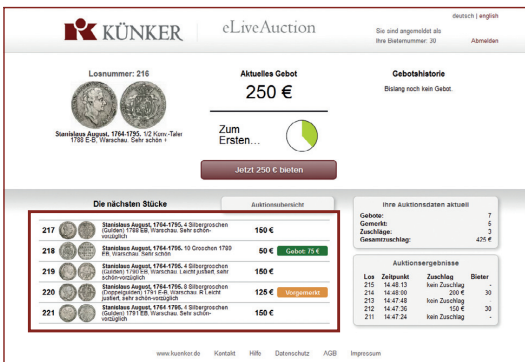 deutsch | english
KÜNKER
eLiveAuction
Sie sind angemeldet als
Ihre Bieternummer: 30
Abmelden
Losnummer: 216
Stanislaus August, 1764-1795. 1/2 Konv.-Taler
1788 E-B, Warschau. Sehr schön +
Aktuelles Gebot
250 €
Zum
Ersten...
Jetzt 250 € bieten
Gebotshistorie
Bislang noch kein Gebot.
Die nächsten Stücke
Auktionsübersicht
217
Stanislaus August, 1764-1795. 4 Silbergroschen
(Gulden) 1788 EB, Warschau. Sehr schön-
vorzüglich
150 €
218
Stanislaus August, 1764-1795. 10 Groschen 1790
EB, Warschau. Sehr schön
50 €
Gebot: 75 €
219
Stanislaus August, 1764-1795. 4 Silbergroschen
(Gulden) 1790 EB, Warschau. Leicht justiert, sehr
schön-vorzüglich
150 €
220
Stanislaus August, 1764-1795. 8 Silbergroschen
(Doppelgulden) 1791 E-B, Warschau. R Leicht
justiert, sehr schön-vorzüglich
125 €
Vorgemerkt
221
Stanislaus August, 1764-1795. 4 Silbergroschen
(Gulden) 1791 EB, Warschau. Sehr schön-
vorzüglich
150 €
Ihre Auktionsdaten aktuell
Gebote: 7
Gemerkt: 5
Zuschläge: 3
Gesamtzuschlag: 425 €
Auktionsergebnisse
Los Zeitpunkt Zuschlag Bieter
215 14:48:13 kein Zuschlag -
214 14:48:00 200 € 30
213 14:47:48 kein Zuschlag -
212 14:47:36 150 € 30
211 14:47:24 kein Zuschlag -
www.kuenker.de Kontakt Hilfe Datenschutz AGB Impressum